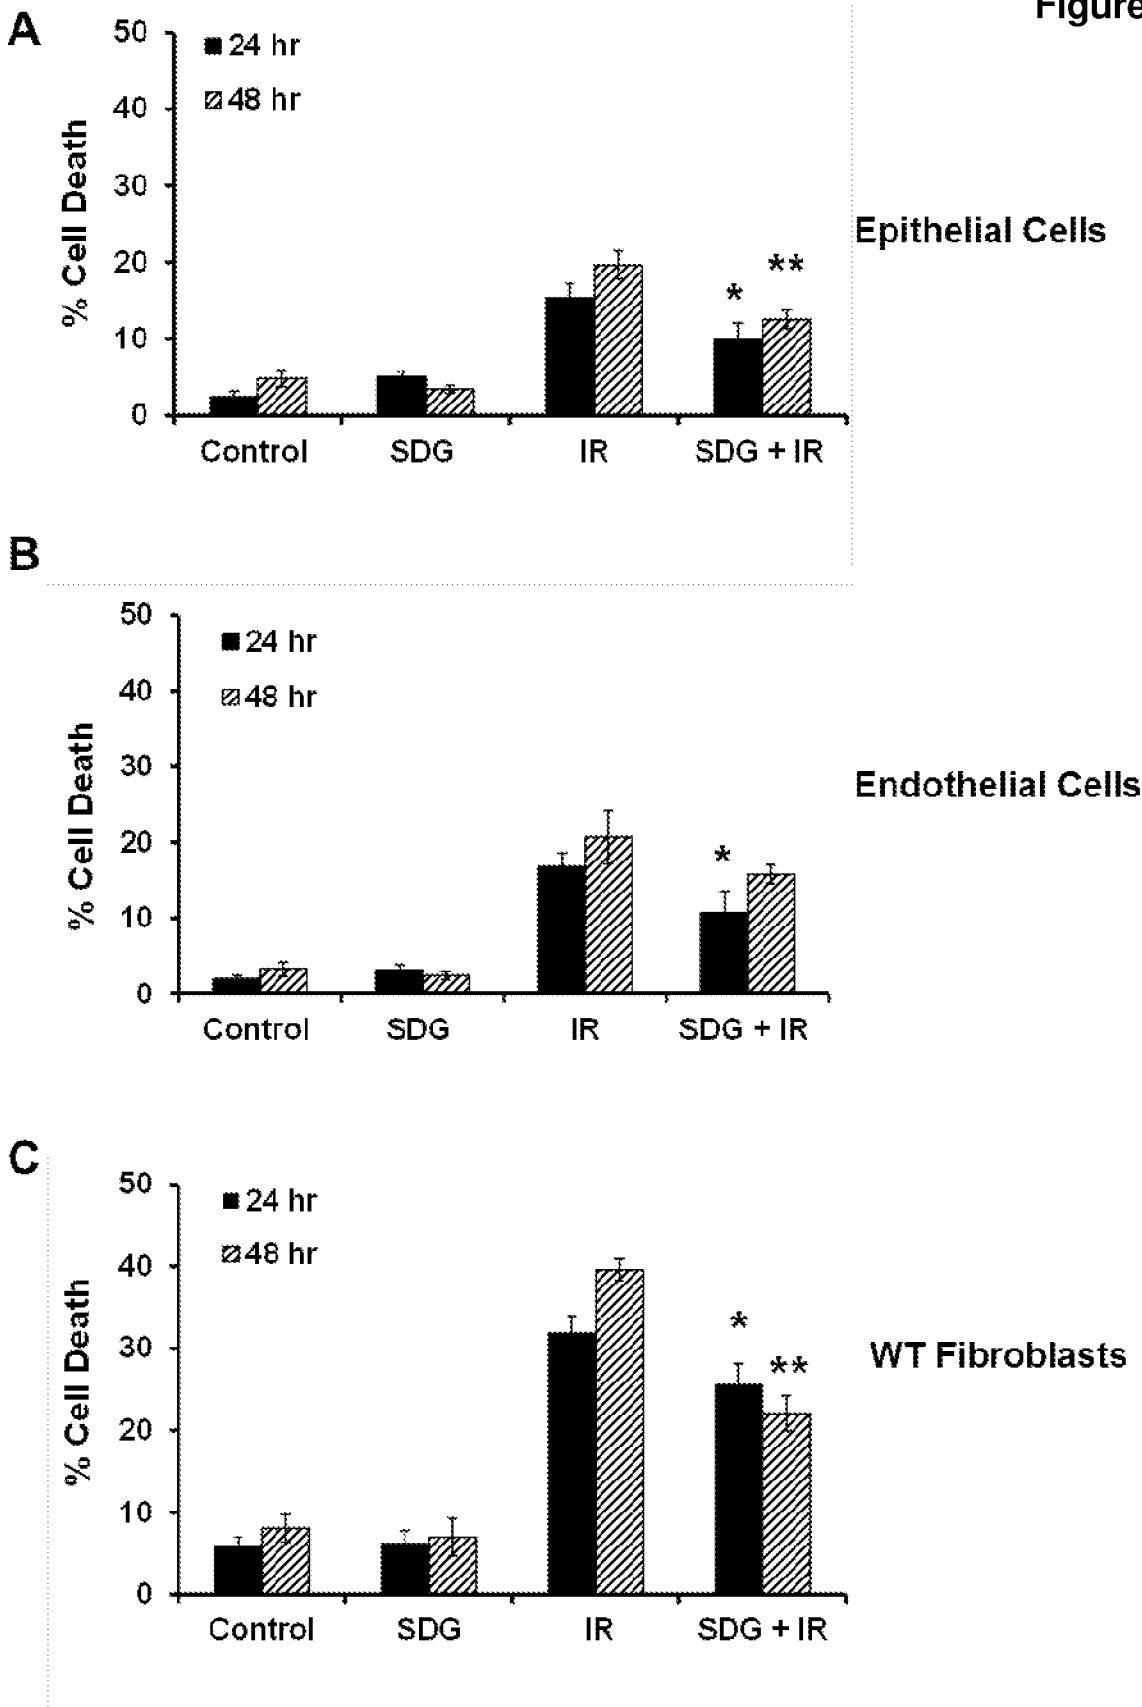 Figure
A
50
40
30
20
10
0
% Cell Death
24 hr
48 hr
* **
Control SDG IR SDG + IR
Epithelial Cells
B
50
40
30
20
10
0
% Cell Death
24 hr
48 hr
*
Control SDG IR SDG + IR
Endothelial Cells
C
50
40
30
20
10
0
% Cell Death
24 hr
48 hr
*
**
Control SDG IR SDG + IR
WT Fibroblasts